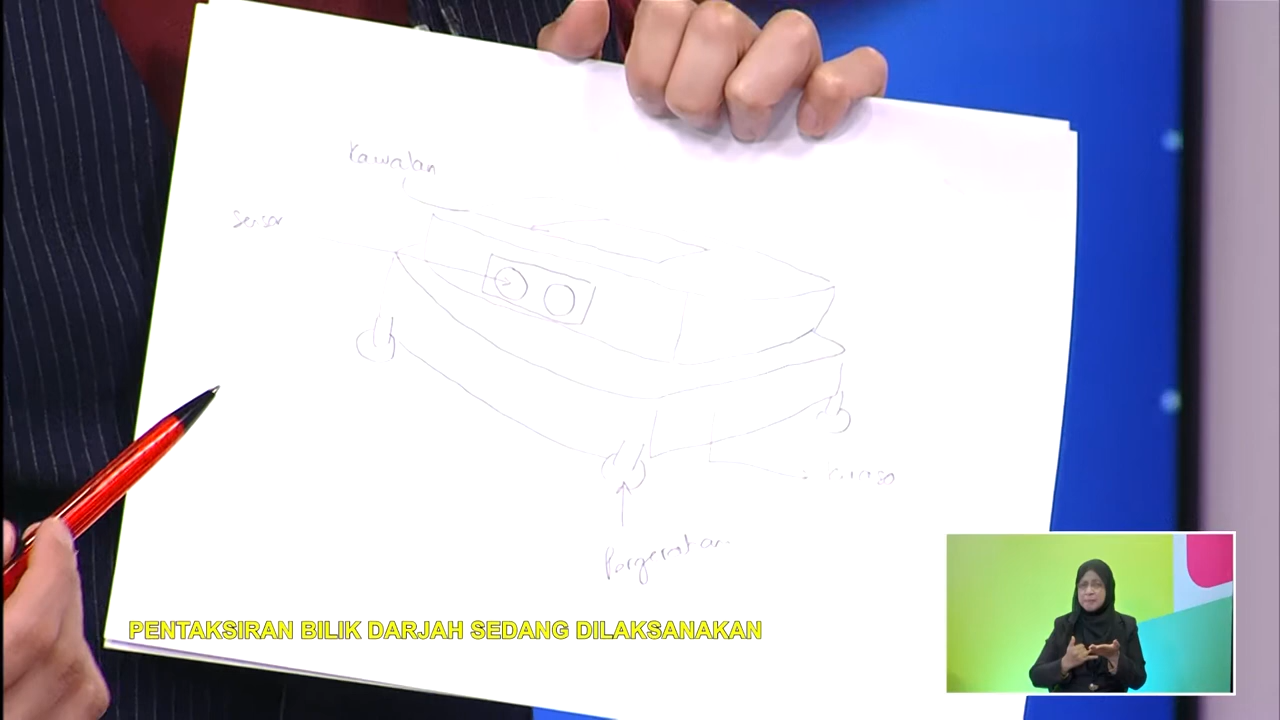 Kawalan
Sensor
Pergerakan
PENTAKSIRAN BILIK DARJAH SEDANG DILAKSANAKAN